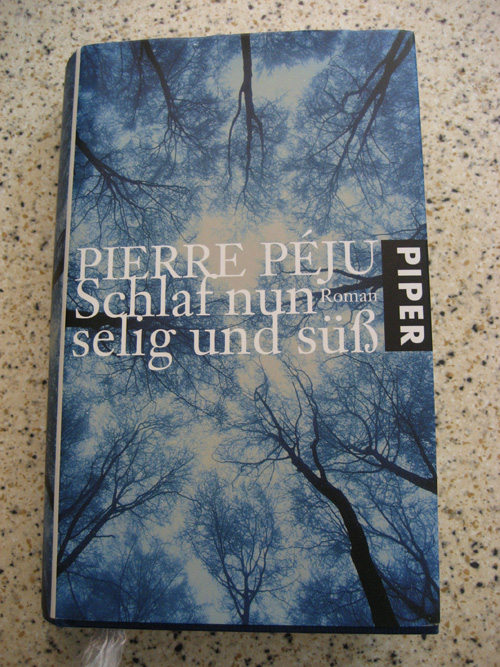 PIERRE PÉJU
Schlaf nun
Roman
selig und süß
PIPER